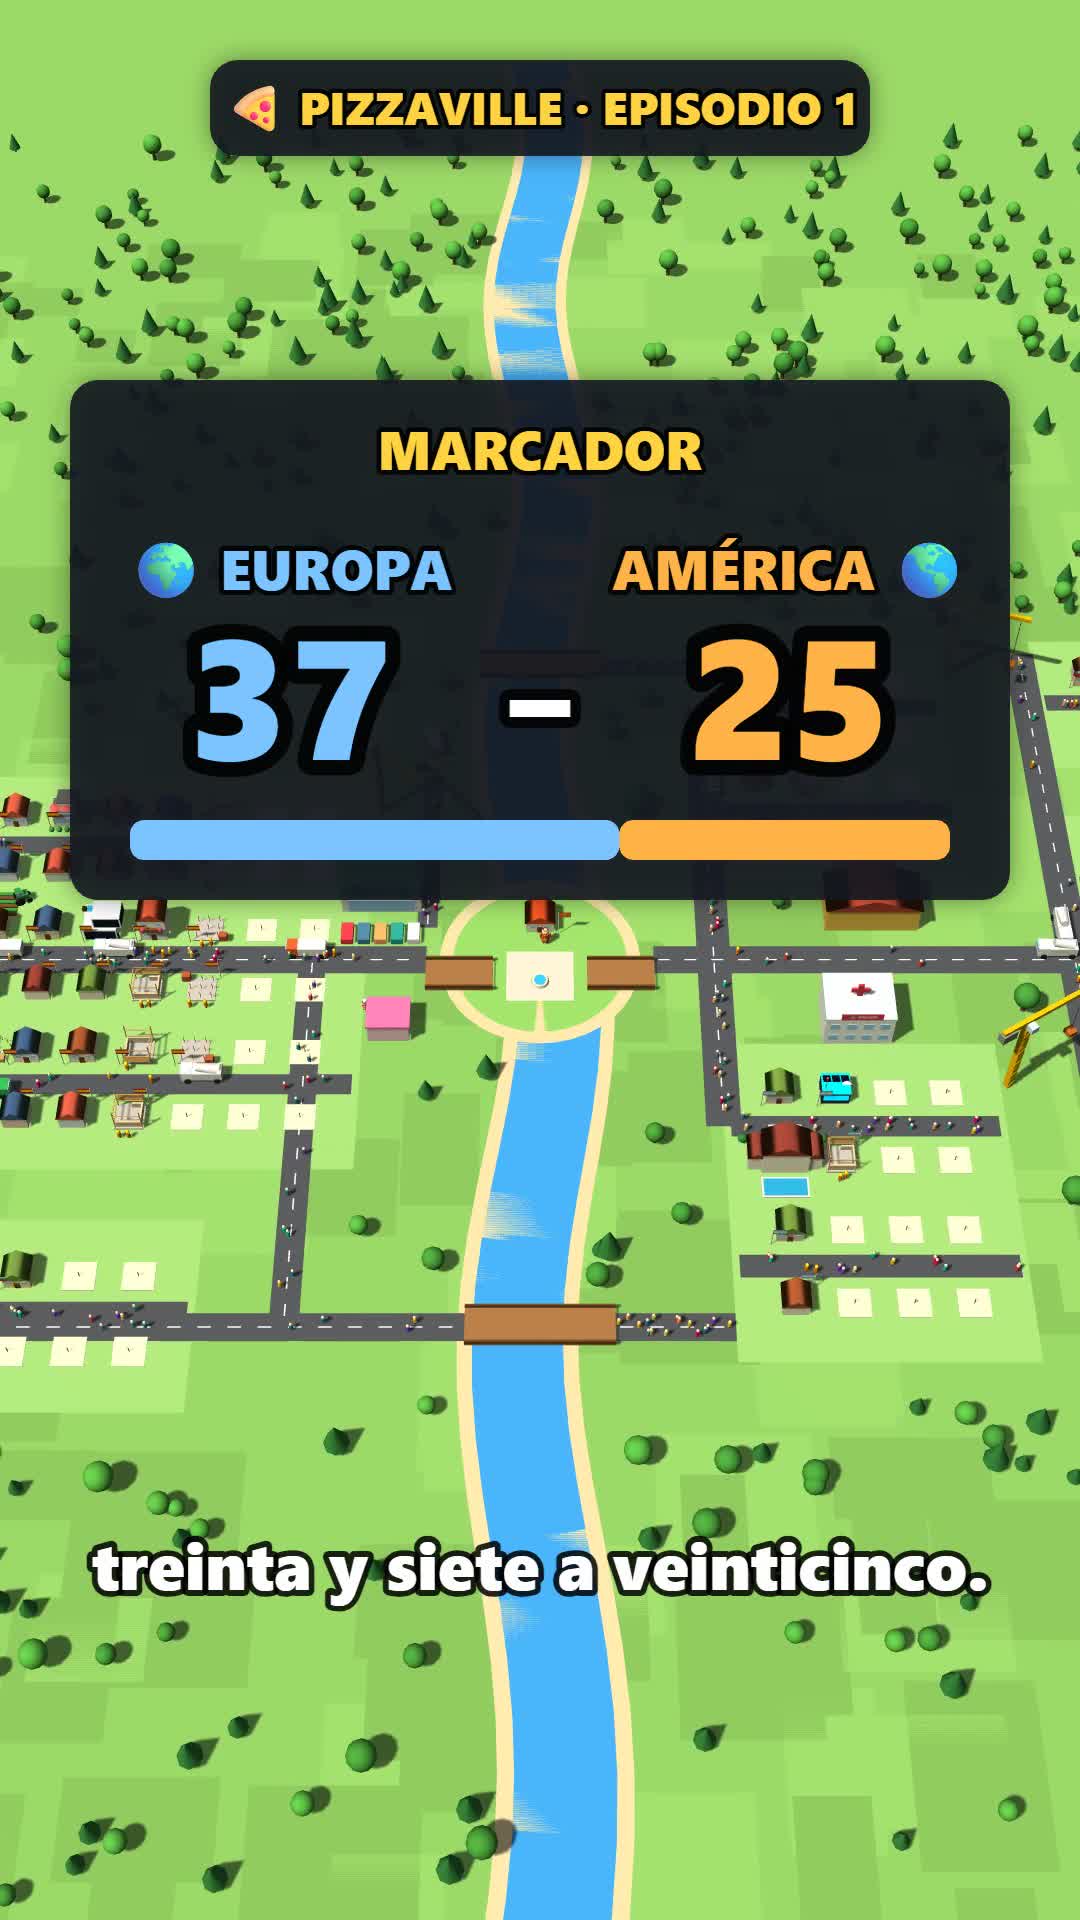 PIZZAVILLE · EPISODIO 1
MARCADOR
EUROPA AMÉRICA
37 - 25
treinta y siete a veinticinco.